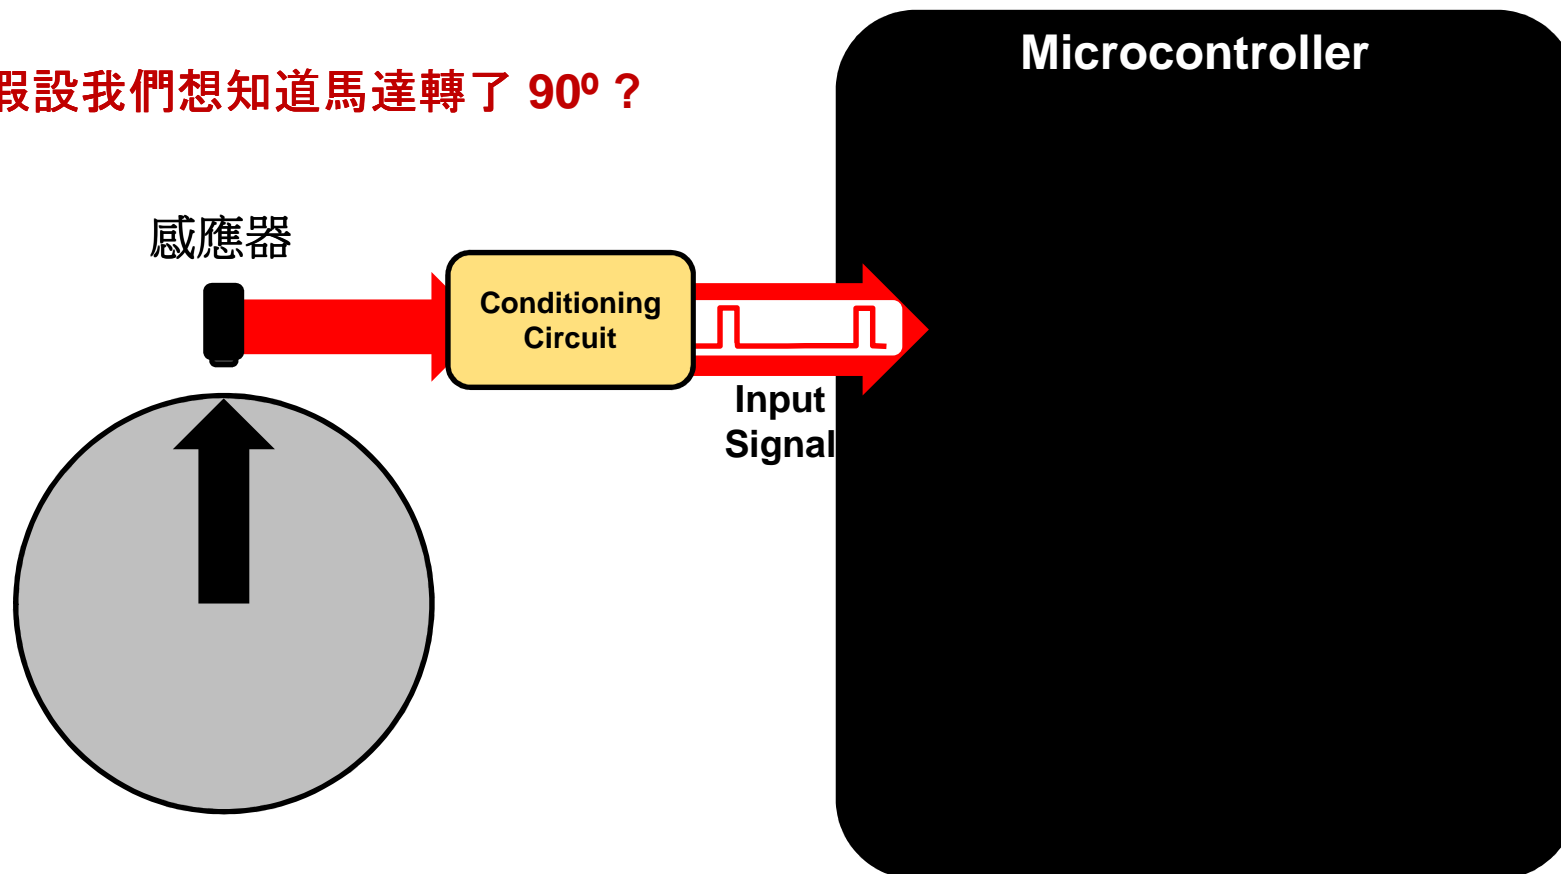 Microcontroller
假設我們想知道馬達轉了 90º ?
感應器
Conditioning
Circuit
Input
Signal